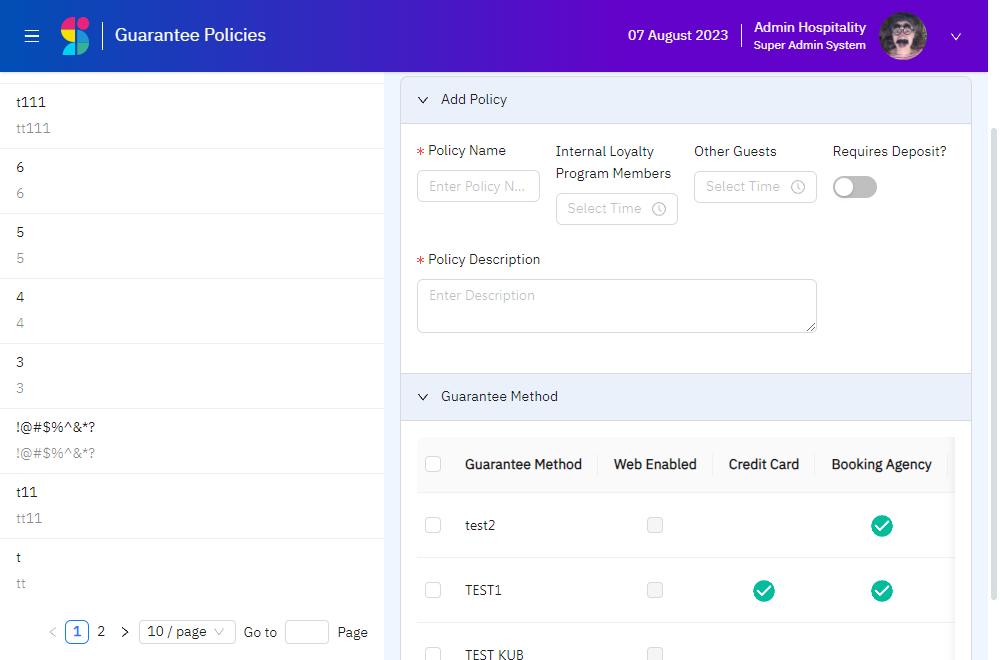 Guarantee Policies
07 August 2023
Admin Hospitality
Super Admin System
t111
tt111
6
6
5
5
4
4
3
3
!@#$%^&*?
!@#$%^&*?
t11
tt11
t
tt
1 2 10 / page Go to Page
Add Policy
* Policy Name
Enter Policy N...
Internal Loyalty
Program Members
Select Time
Other Guests
Select Time
Requires Deposit?
* Policy Description
Enter Description
Guarantee Method
Guarantee Method Web Enabled Credit Card Booking Agency
test2
TEST1
TEST KUB